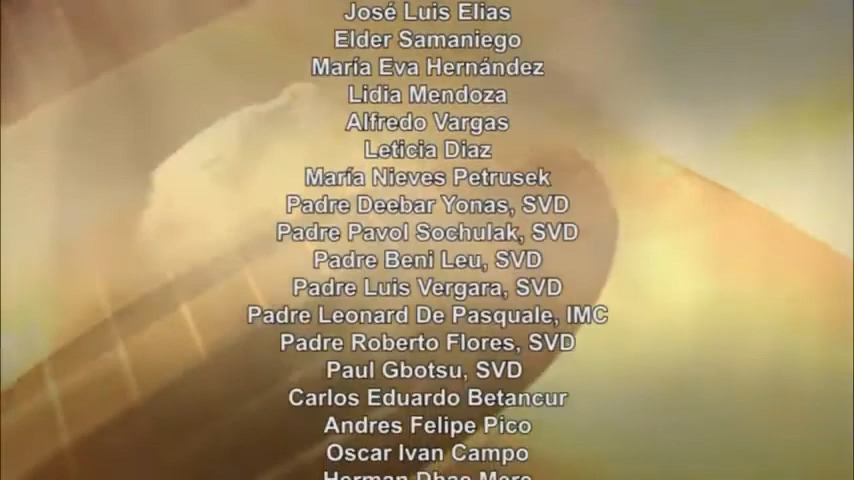 José Luis Elias
Elder Samaniego
María Eva Hernández
Lidia Mendoza
Alfredo Vargas
Leticia Diaz
María Nieves Petrusek
Padre Deebar Yonas, SVD
Padre Pavol Sochulak, SVD
Padre Beni Leu, SVD
Padre Luis Vergara, SVD
Padre Leonard De Pasquale, IMC
Padre Roberto Flores, SVD
Paul Gbotsu, SVD
Carlos Eduardo Betancur
Andres Felipe Pico
Oscar Ivan Campo
Herman